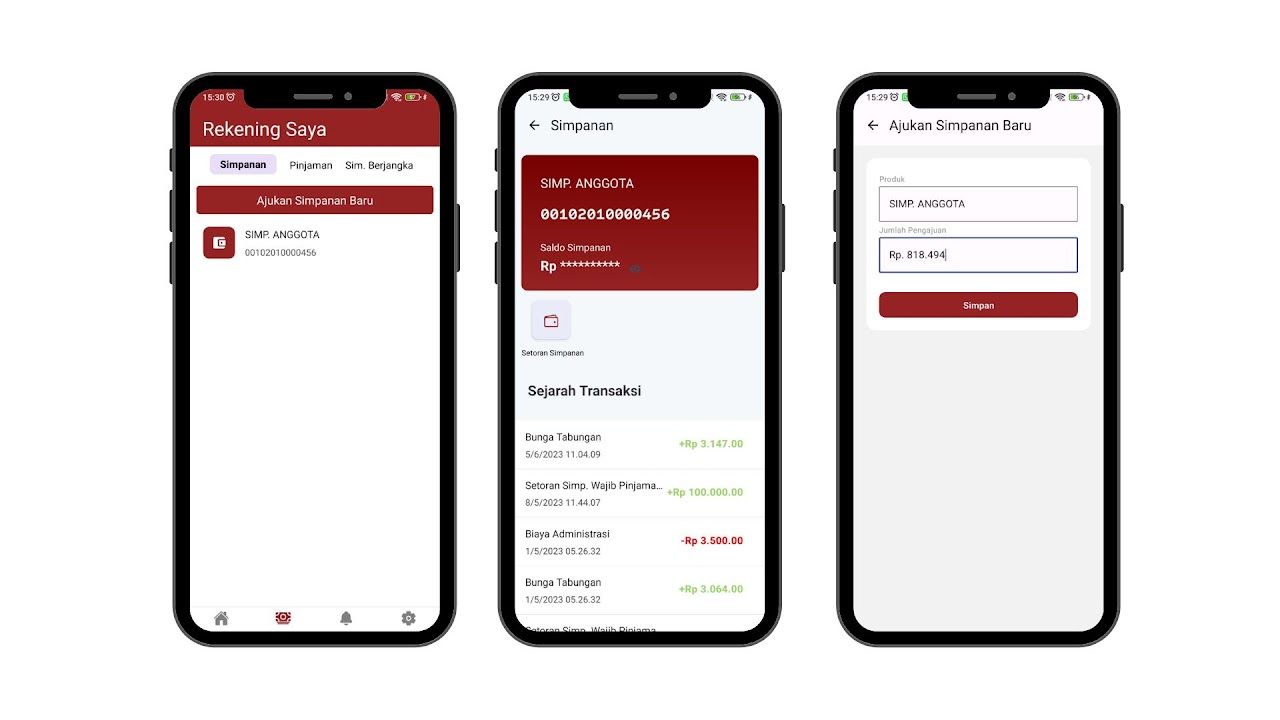 15:30
Rekening Saya
Simpanan
Pinjaman
Sim. Berjangka
Ajukan Simpanan Baru
SIMP. ANGGOTA
00102010000456
15:29
Simpanan
SIMP. ANGGOTA
00102010000456
Saldo Simpanan
Rp **********
Setoran Simpanan
Sejarah Transaksi
Bunga Tabungan
+Rp 3.147.00
5/6/2023 11.04.09
Setoran Simp. Wajib Pinjama...
+Rp 100.000.00
8/5/2023 11.44.07
Biaya Administrasi
-Rp 3.500.00
1/5/2023 05.26.32
Bunga Tabungan
+Rp 3.064.00
1/5/2023 05.26.32
Setoran Simp. Wajib Pinjama
15:29
Ajukan Simpanan Baru
Produk
SIMP. ANGGOTA
Jumlah Pengajuan
Rp. 818.494
Simpan